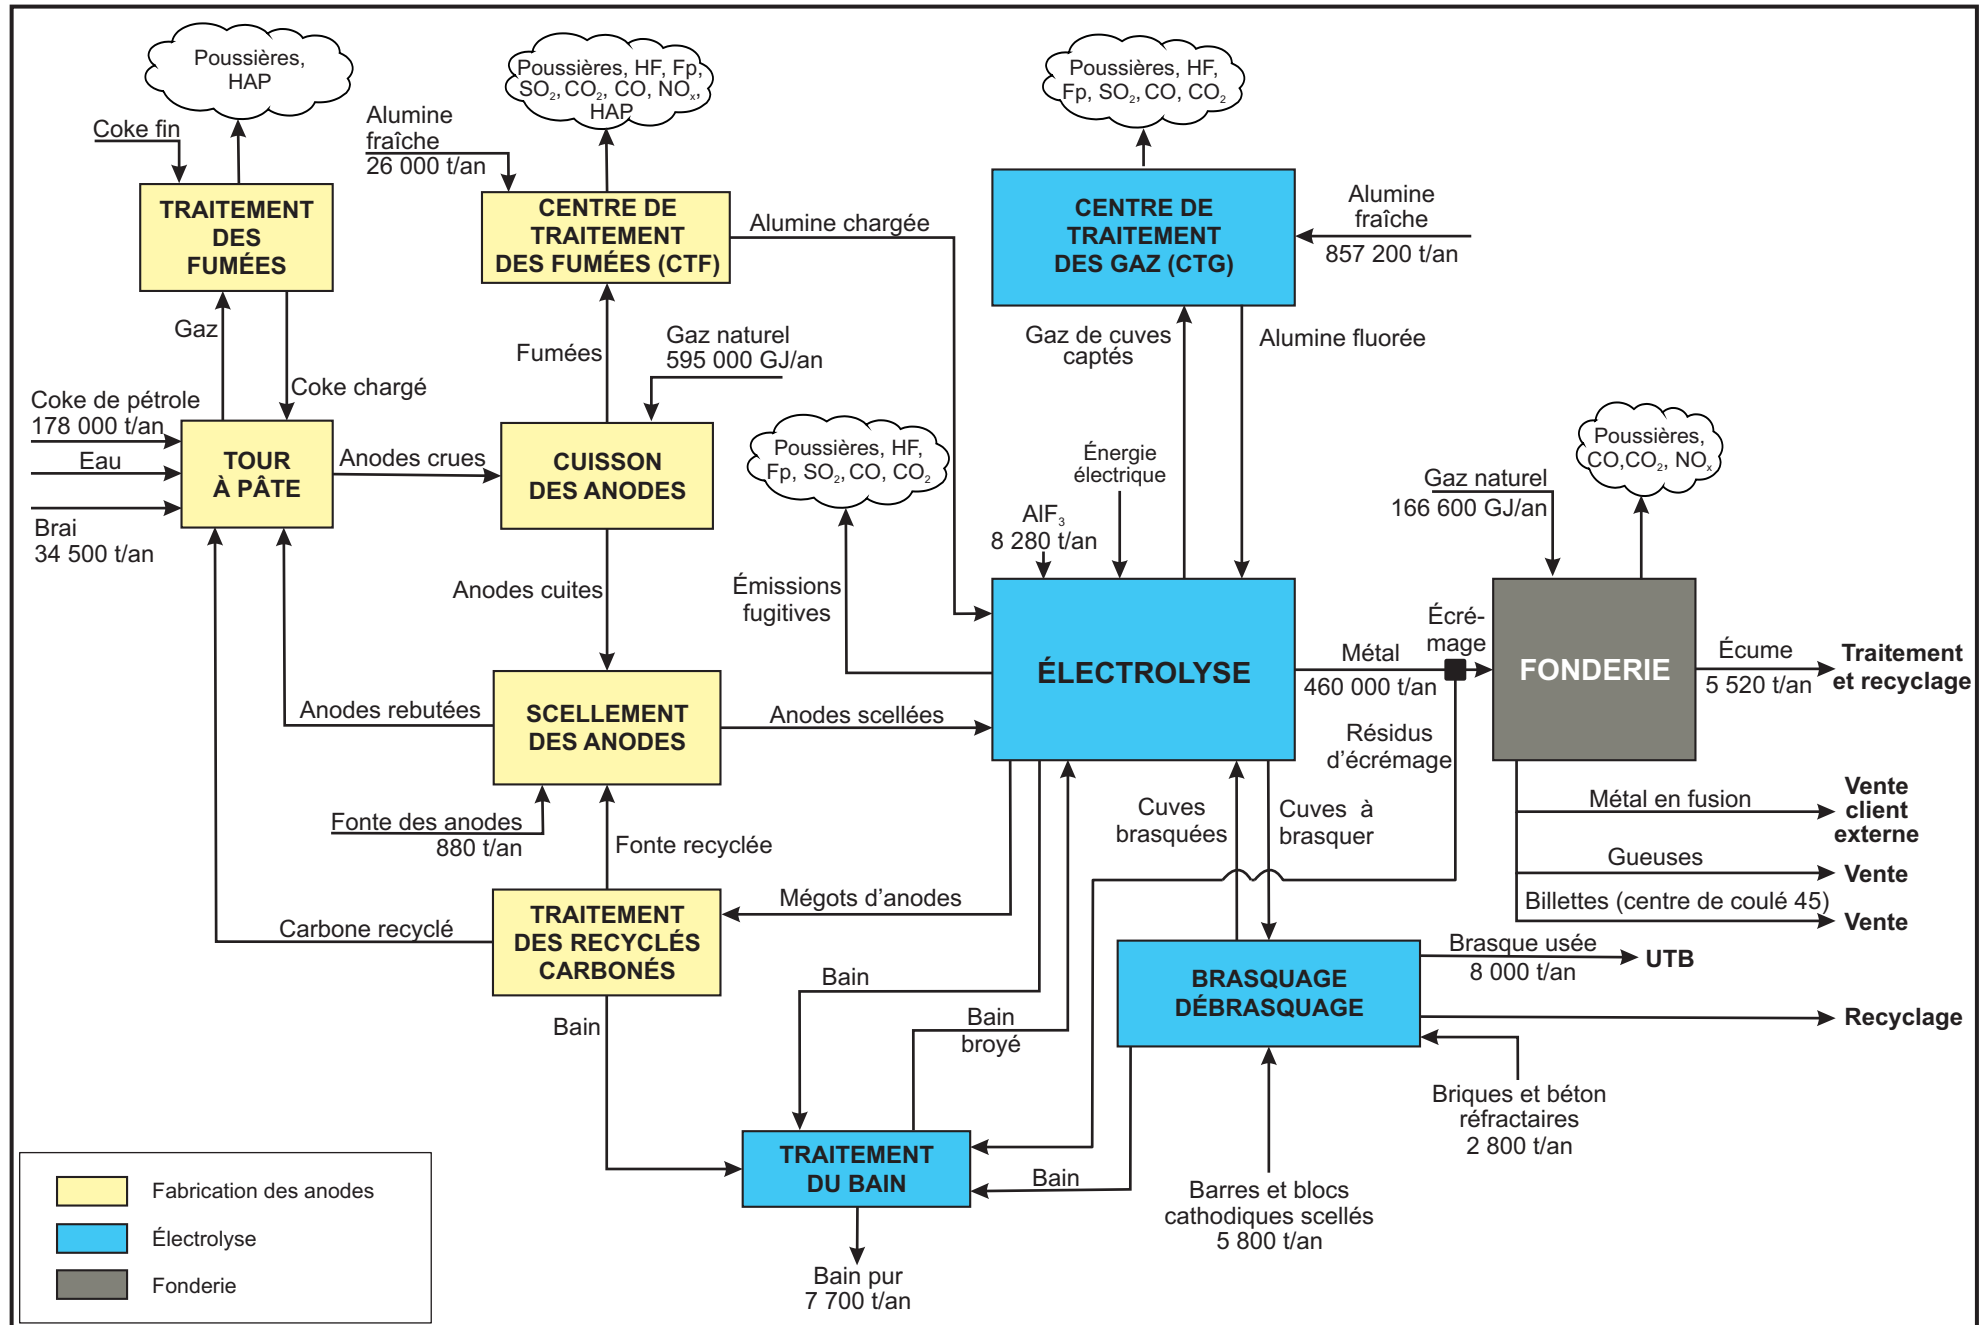 Poussières,
HAP
Coke fin
TRAITEMENT
DES
FUMÉES
Gaz
Coke chargé
Coke de pétrole
178 000 t/an
Eau
Brai
34 500 t/an
TOUR
À PÂTE
Anodes crues
Poussières, HF, Fp,
SO₂, CO₂, CO, NOₓ,
HAP
Alumine
fraîche
26 000 t/an
CENTRE DE
TRAITEMENT
DES FUMÉES (CTF)
Alumine chargée
Fumées
Gaz naturel
595 000 GJ/an
CUISSON
DES ANODES
Anodes cuites
Anodes rebutées
SCELLEMENT
DES ANODES
Anodes scellées
Fonte des anodes
880 t/an
Fonte recyclée
Carbone recyclé
TRAITEMENT
DES RECYCLÉS
CARBONÉS
Mégots d’anodes
Bain
Poussières, HF,
Fp, SO₂, CO, CO₂
CENTRE DE
TRAITEMENT
DES GAZ (CTG)
Alumine
fraîche
857 200 t/an
Gaz de cuves
captés
Alumine fluorée
Poussières, HF,
Fp, SO₂, CO, CO₂
Émissions
fugitives
Énergie
électrique
AlF₃
8 280 t/an
ÉLECTROLYSE
Métal
460 000 t/an
Écré-
mage
Résidus
d’écrémage
Gaz naturel
166 600 GJ/an
Poussières,
CO,CO₂, NOₓ
FONDERIE
Écume
5 520 t/an
Traitement
et recyclage
Métal en fusion
Vente
client
externe
Gueuses
Vente
Billettes (centre de coulé 45)
Vente
Cuves
brasquées
Cuves à
brasquer
BRASQUAGE
DÉBRASQUAGE
Brasque usée
8 000 t/an
UTB
Recyclage
Briques et béton
réfractaires
2 800 t/an
Barres et blocs
cathodiques scellés
5 800 t/an
Bain
Bain
broyé
Bain
TRAITEMENT
DU BAIN
Bain pur
7 700 t/an
Fabrication des anodes
Électrolyse
Fonderie